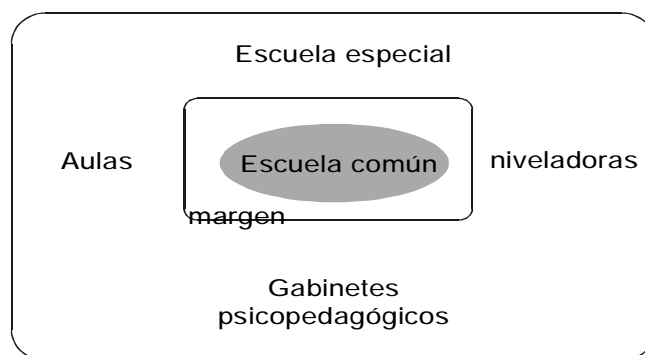 Escuela especial
Aulas
Escuela común
niveladoras
margen
Gabinetes
psicopedagógicos